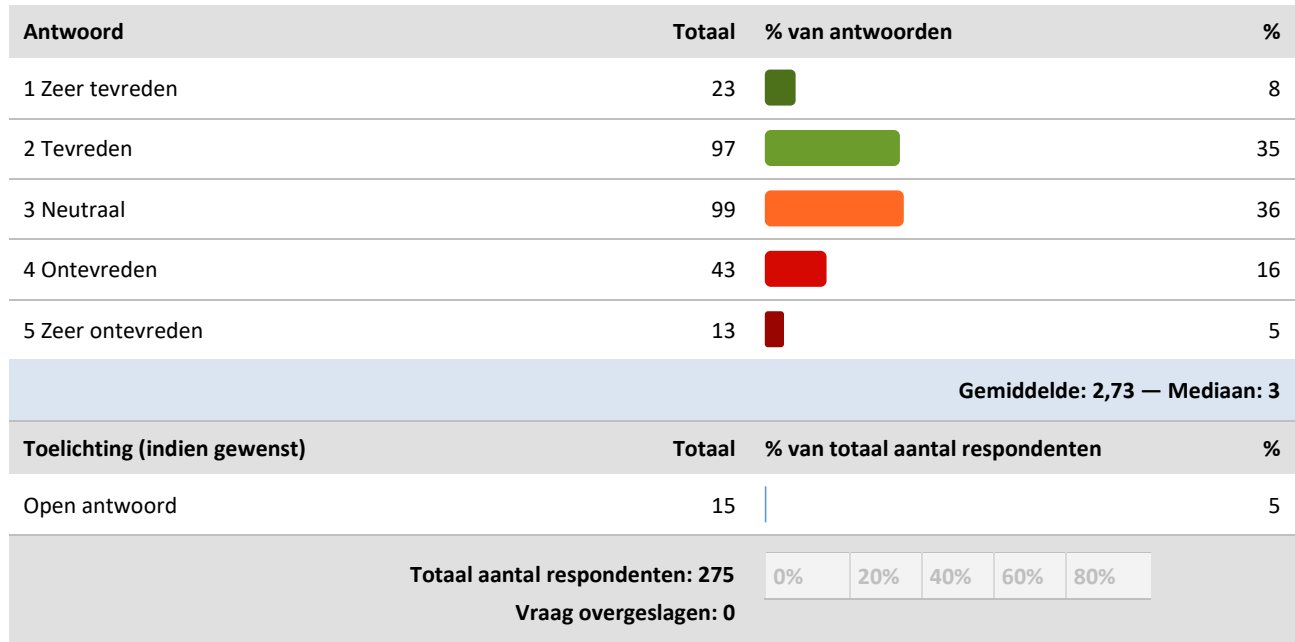 Antwoord Totaal % van antwoorden %
1 Zeer tevreden 23 8
2 Tevreden 97 35
3 Neutraal 99 36
4 Ontevreden 43 16
5 Zeer ontevreden 13 5
Gemiddelde: 2,73 — Mediaan: 3
Toelichting (indien gewenst) Totaal % van totaal aantal respondenten %
Open antwoord 15 5
Totaal aantal respondenten: 275 0% 20% 40% 60% 80%
Vraag overgeslagen: 0